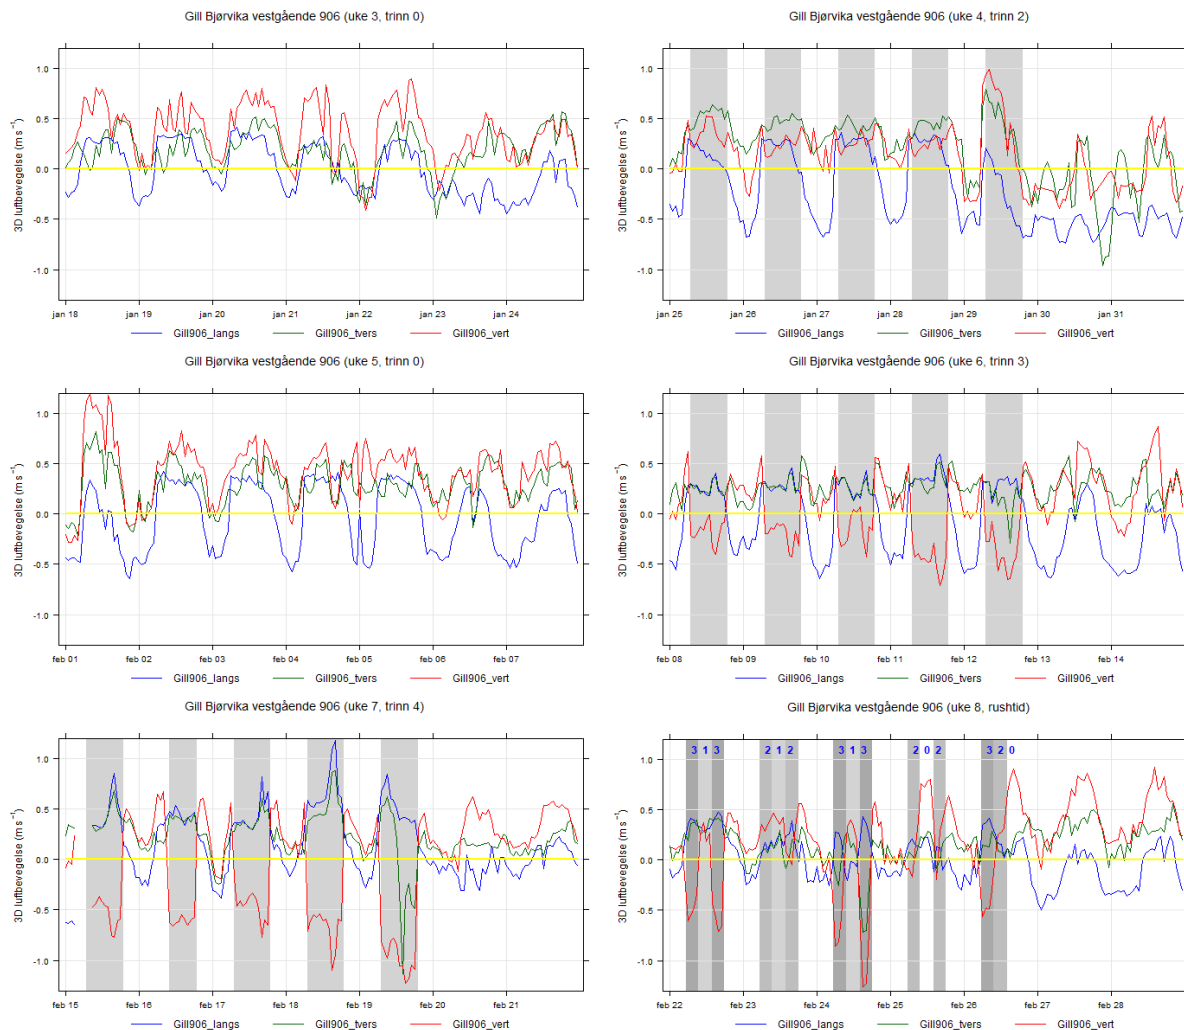 Gill Bjørvika vestgående 906 (uke 3, trinn 0)
3D luftbevegelse (m s⁻¹)
1.0
0.5
0.0
-0.5
-1.0
jan 18 jan 19 jan 20 jan 21 jan 22 jan 23 jan 24
Gill906_langs Gill906_tvers Gill906_vert
Gill Bjørvika vestgående 906 (uke 4, trinn 2)
3D luftbevegelse (m s⁻¹)
1.0
0.5
0.0
-0.5
-1.0
jan 25 jan 26 jan 27 jan 28 jan 29 jan 30 jan 31
Gill906_langs Gill906_tvers Gill906_vert
Gill Bjørvika vestgående 906 (uke 5, trinn 0)
3D luftbevegelse (m s⁻¹)
1.0
0.5
0.0
-0.5
-1.0
feb 01 feb 02 feb 03 feb 04 feb 05 feb 06 feb 07
Gill906_langs Gill906_tvers Gill906_vert
Gill Bjørvika vestgående 906 (uke 6, trinn 3)
3D luftbevegelse (m s⁻¹)
1.0
0.5
0.0
-0.5
-1.0
feb 08 feb 09 feb 10 feb 11 feb 12 feb 13 feb 14
Gill906_langs Gill906_tvers Gill906_vert
Gill Bjørvika vestgående 906 (uke 7, trinn 4)
3D luftbevegelse (m s⁻¹)
1.0
0.5
0.0
-0.5
-1.0
feb 15 feb 16 feb 17 feb 18 feb 19 feb 20 feb 21
Gill906_langs Gill906_tvers Gill906_vert
Gill Bjørvika vestgående 906 (uke 8, rushtid)
3D luftbevegelse (m s⁻¹)
3 1 3 2 1 2 3 1 3 2 0 2 3 2 0
1.0
0.5
0.0
-0.5
-1.0
feb 22 feb 23 feb 24 feb 25 feb 26 feb 27 feb 28
Gill906_langs Gill906_tvers Gill906_vert